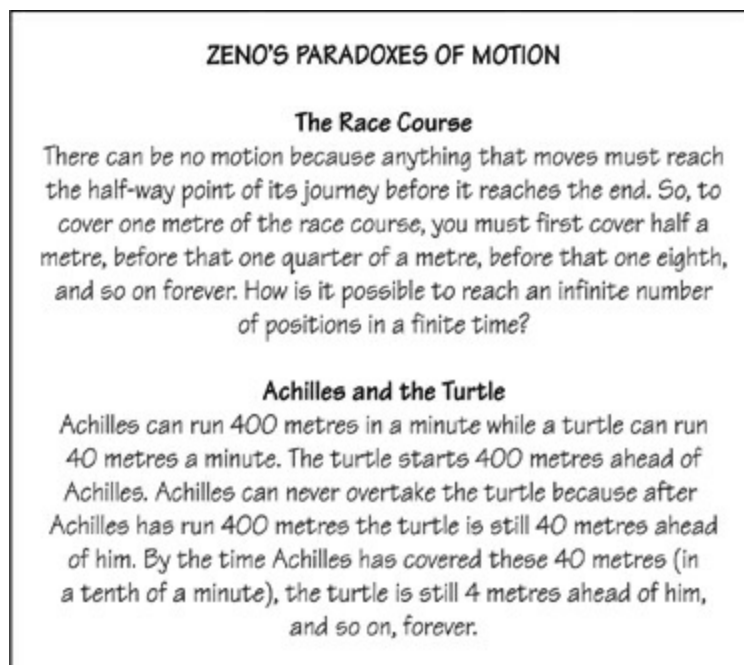 ZENO'S PARADOXES OF MOTION
The Race Course
There can be no motion because anything that moves must reach
the half-way point of its journey before it reaches the end. So, to
cover one metre of the race course, you must first cover half a
metre, before that one quarter of a metre, before that one eighth,
and so on forever. How is it possible to reach an infinite number
of positions in a finite time?
Achilles and the Turtle
Achilles can run 400 metres in a minute while a turtle can run
40 metres a minute. The turtle starts 400 metres ahead of
Achilles. Achilles can never overtake the turtle because after
Achilles has run 400 metres the turtle is still 40 metres ahead
of him. By the time Achilles has covered these 40 metres (in
a tenth of a minute), the turtle is still 4 metres ahead of him,
and so on, forever.